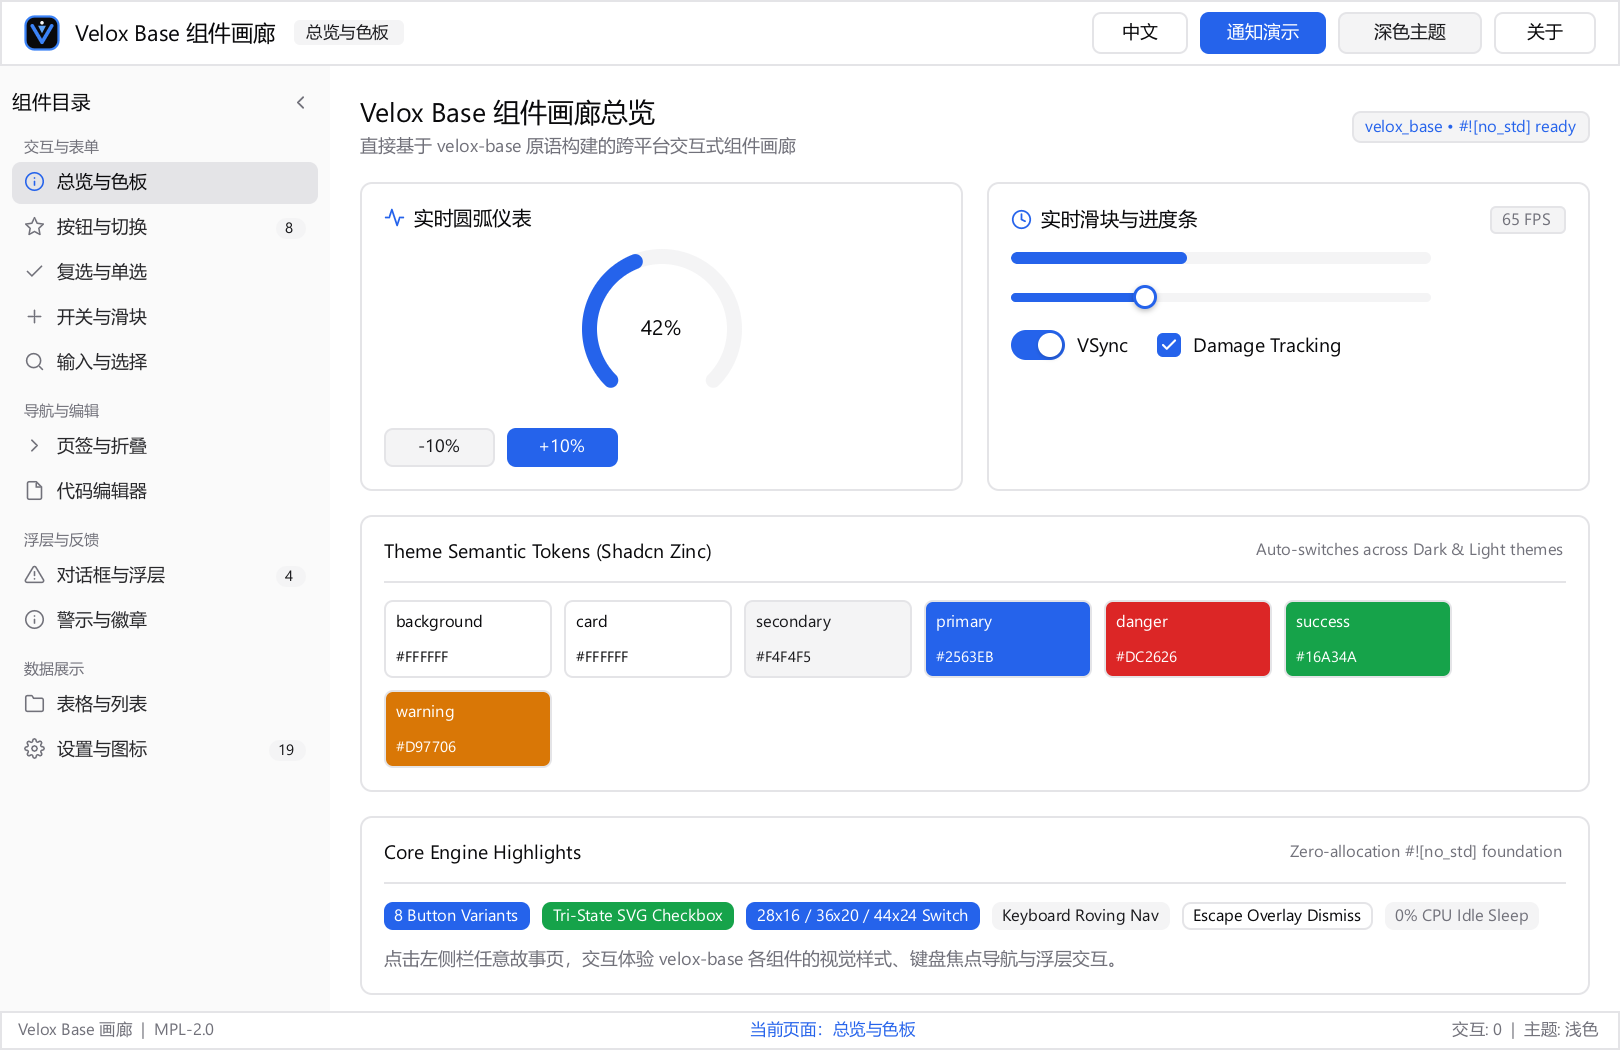 Velox Base 组件画廊 总览与色板 中文 通知演示 深色主题 关于
组件目录
交互与表单
总览与色板
按钮与切换 8
复选与单选
开关与滑块
输入与选择
导航与编辑
页签与折叠
代码编辑器
浮层与反馈
对话框与浮层 4
警示与徽章
数据展示
表格与列表
设置与图标 19
Velox Base 组件画廊总览
直接基于 velox-base 原语构建的跨平台交互式组件画廊
velox_base • #![no_std] ready
实时圆弧仪表
42%
-10% +10%
实时滑块与进度条 65 FPS
VSync Damage Tracking
Theme Semantic Tokens (Shadcn Zinc) Auto-switches across Dark & Light themes
background
#FFFFFF
card
#FFFFFF
secondary
#F4F4F5
primary
#2563EB
danger
#DC2626
success
#16A34A
warning
#D97706
Core Engine Highlights Zero-allocation #![no_std] foundation
8 Button Variants Tri-State SVG Checkbox 28x16 / 36x20 / 44x24 Switch Keyboard Roving Nav Escape Overlay Dismiss 0% CPU Idle Sleep
点击左侧栏任意故事页，交互体验 velox-base 各组件的视觉样式、键盘焦点导航与浮层交互。
Velox Base 画廊 | MPL-2.0 当前页面：总览与色板 交互: 0 | 主题: 浅色